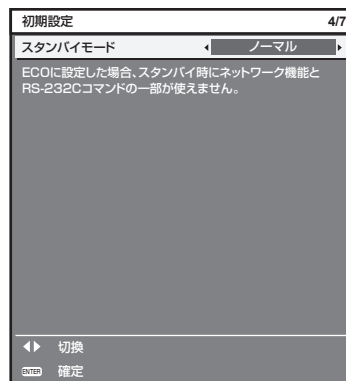 初期設定 4/7
スタンバイモード ノーマル
ECOに設定した場合、スタンバイ時にネットワーク機能と
RS-232Cコマンドの一部が使えません。
切換
ENTER 確定